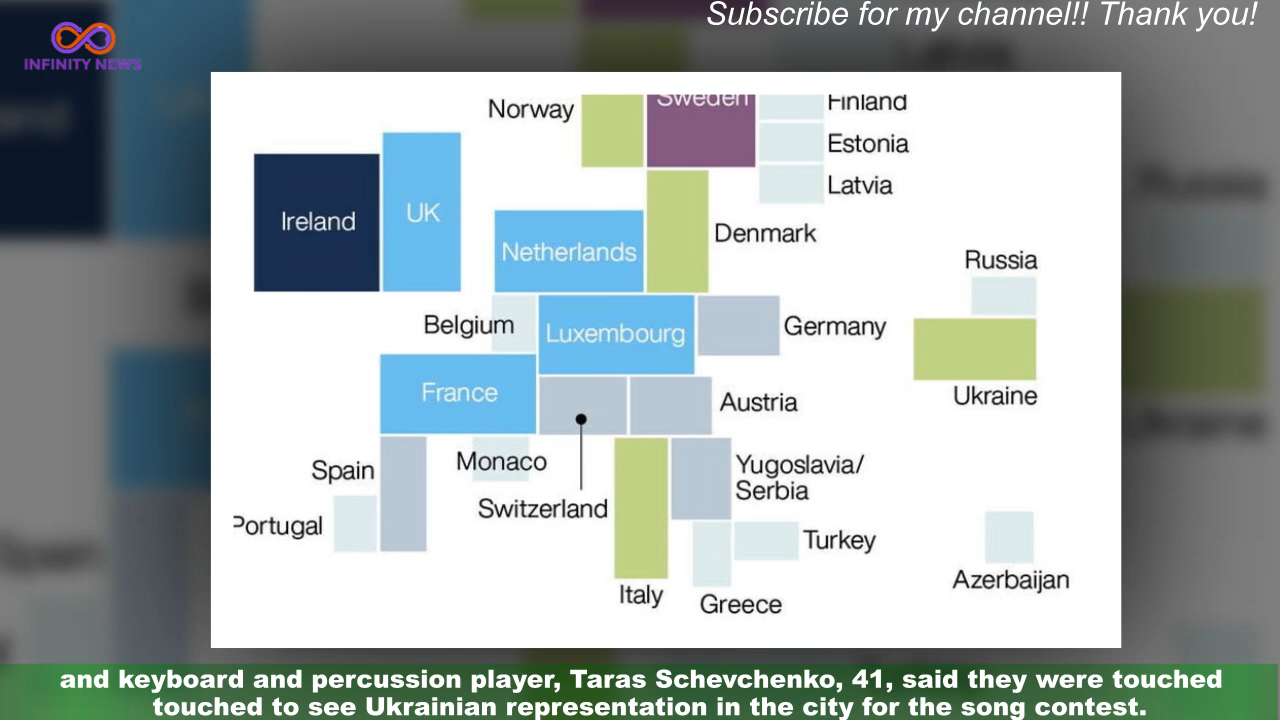 Subscribe for my channel!! Thank you!
INFINITY NEWS
Norway
Sweden
Finland
Estonia
Latvia
Ireland
UK
Netherlands
Denmark
Russia
Belgium
Luxembourg
Germany
France
Austria
Ukraine
Spain
Monaco
Yugoslavia/
Serbia
Switzerland
Portugal
Turkey
Italy
Greece
Azerbaijan
and keyboard and percussion player, Taras Schevchenko, 41, said they were touched
touched to see Ukrainian representation in the city for the song contest.